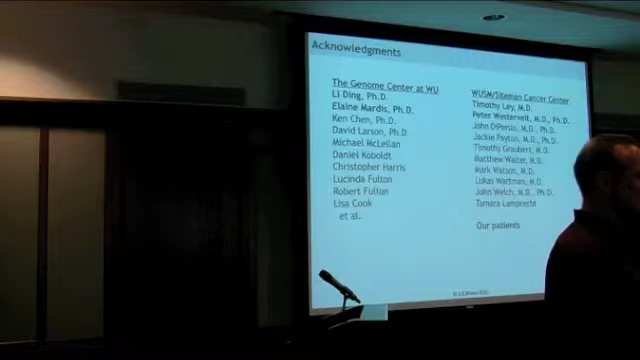 Acknowledgments
The Genome Center at WU
Li Ding, Ph.D.
Elaine Mardis, Ph.D.
Ken Chen, Ph.D.
David Larson, Ph.D.
Michael McLellan
Daniel Koboldt
Christopher Harris
Lucinda Fulton
Robert Fulton
Lisa Cook
et al.
WUSM/Siteman Cancer Center
Timothy Ley, M.D.
Peter Westervelt, M.D., Ph.D.
John DiPersio, M.D., Ph.D.
Jackie Payton, M.D., Ph.D.
Timothy Graubert, M.D.
Matthew Walter, M.D.
Mark Watson, M.D.
Lukas Wartman, M.D.
John Welch, M.D., Ph.D.
Tamara Lamprecht
Our patients